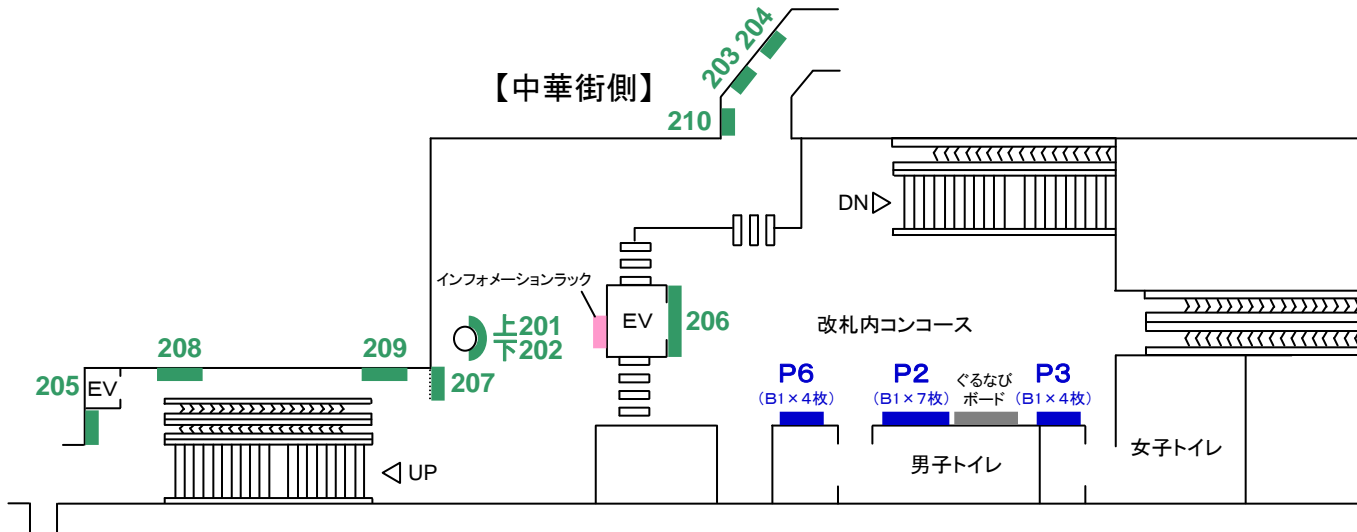 203 204
【中華街側】
210
DN
インフォメーションラック
上201
下202
EV
206
改札内コンコース
208
209
205
EV
207
P6
(B1×4枚)
P2
(B1×7枚)
ぐるなび
ボード
P3
(B1×4枚)
UP
男子トイレ
女子トイレ